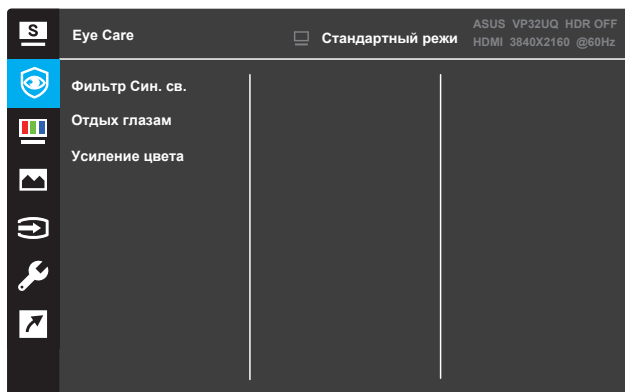 S
Eye Care
Стандартный режи
ASUS VP32UQ HDR OFF
HDMI 3840X2160 @60Hz
Фильтр Син. св.
Отдых глазам
Усиление цвета